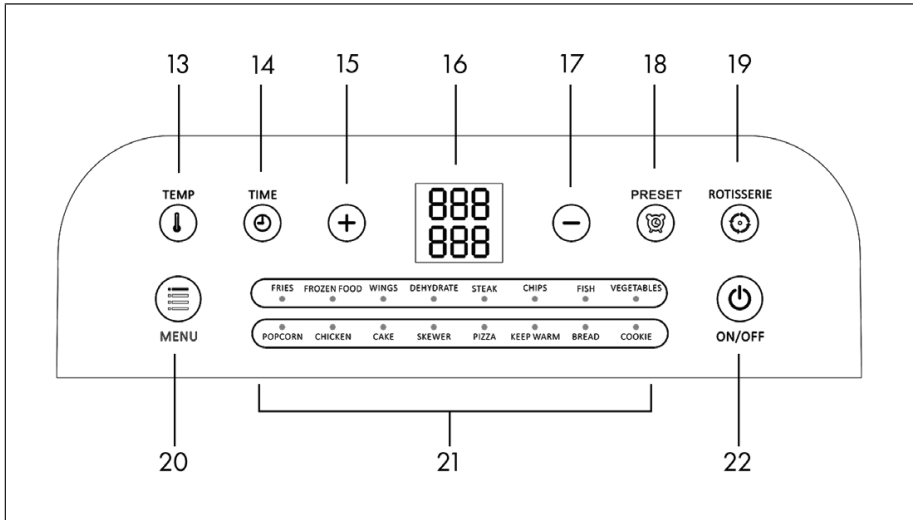 13 14 15 16 17 18 19
TEMP TIME PRESET ROTISSERIE
888
888
FRIES FROZEN FOOD WINGS DEHYDRATE STEAK CHIPS FISH VEGETABLES
POPCORN CHICKEN CAKE SKEWER PIZZA KEEP WARM BREAD COOKIE
MENU ON/OFF
20 21 22